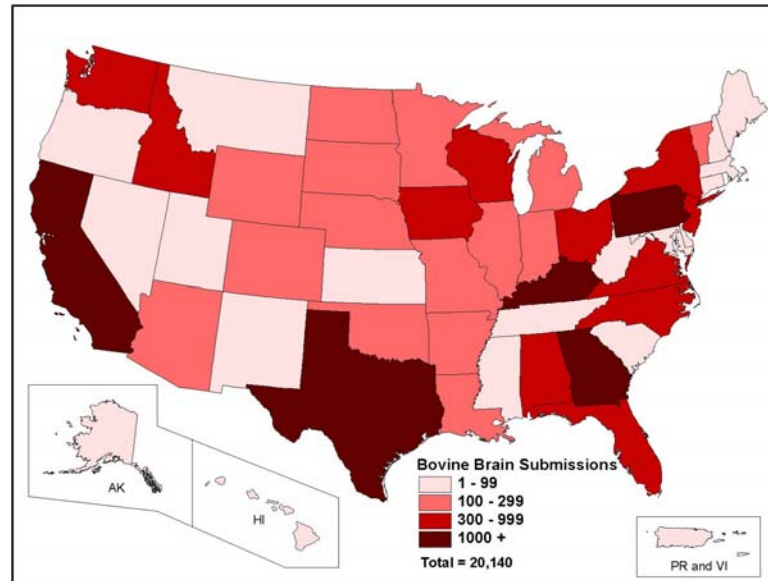 AK
HI
Bovine Brain Submissions
1 - 99
100 - 299
300 - 999
1000 +
Total = 20,140
PR and VI